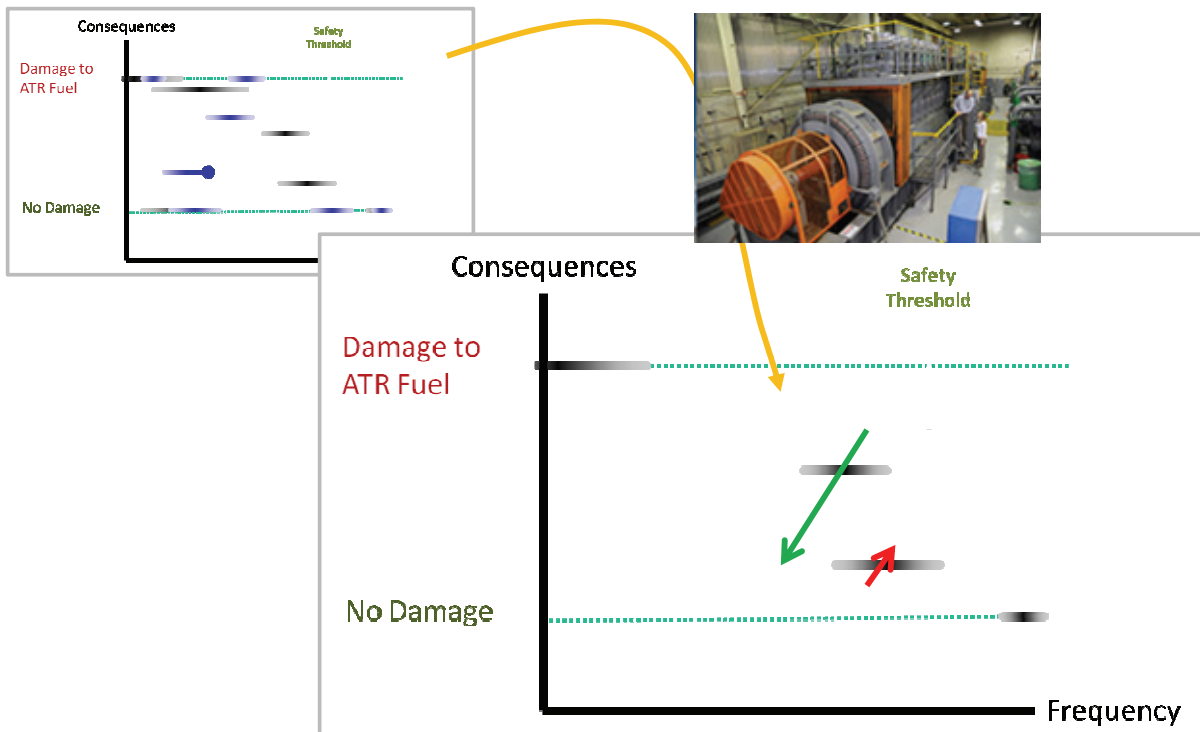 Consequences
Safety
Threshold
Damage to
ATR Fuel
No Damage
Consequences
Safety
Threshold
Damage to
ATR Fuel
No Damage
Frequency